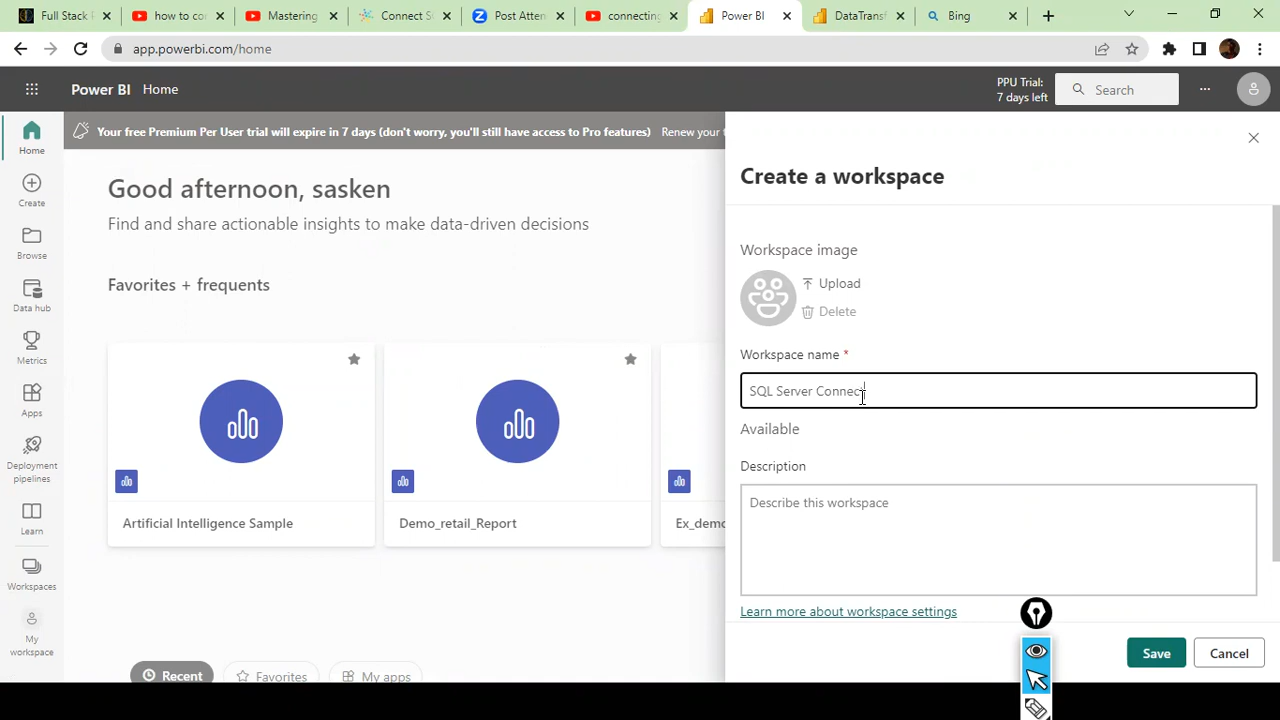 Full Stack
how to co
Mastering
Connect S
Post Atten
connecting
Power BI
DataTransf
Bing
app.powerbi.com/home
Power BI Home
PPU Trial:
7 days left
Search
Your free Premium Per User trial will expire in 7 days (don't worry, you'll still have access to Pro features) Renew your t
Home
Create
Browse
Data hub
Metrics
Apps
Deployment
pipelines
Learn
Workspaces
My
workspace
Good afternoon, sasken
Find and share actionable insights to make data-driven decisions
Favorites + frequents
Artificial Intelligence Sample
Demo_retail_Report
Ex_demo
Recent
Favorites
My apps
Create a workspace
Workspace image
Upload
Delete
Workspace name *
SQL Server Connect
Available
Description
Describe this workspace
Learn more about workspace settings
Save
Cancel